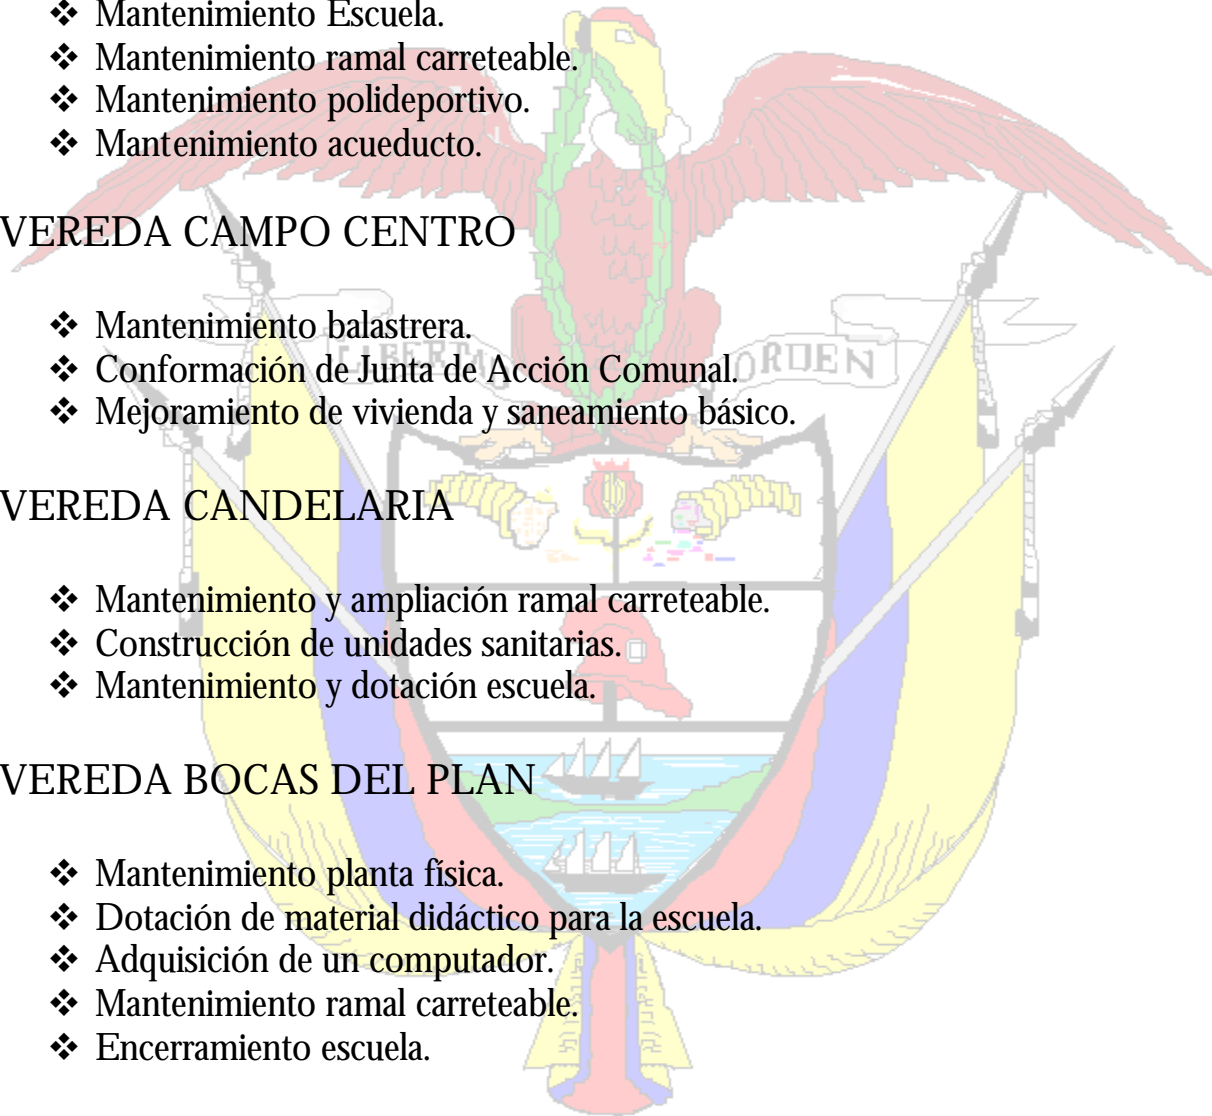 ❖ Mantenimiento Escuela.
❖ Mantenimiento ramal carreteable.
❖ Mantenimiento polideportivo.
❖ Mantenimiento acueducto.
VEREDA CAMPO CENTRO
❖ Mantenimiento balastrera.
LIBERTAD Y ORDEN
❖ Conformación de Junta de Acción Comunal.
❖ Mejoramiento de vivienda y saneamiento básico.
VEREDA CANDELARIA
❖ Mantenimiento y ampliación ramal carreteable.
❖ Construcción de unidades sanitarias.
❖ Mantenimiento y dotación escuela.
VEREDA BOCAS DEL PLAN
❖ Mantenimiento planta física.
❖ Dotación de material didáctico para la escuela.
❖ Adquisición de un computador.
❖ Mantenimiento ramal carreteable.
❖ Encerramiento escuela.